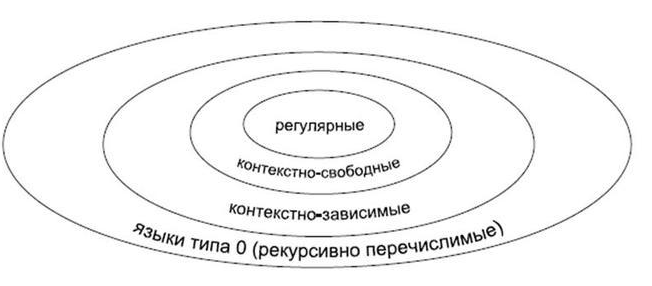 регулярные
контекстно-свободные
контекстно-зависимые
языки типа 0 (рекурсивно перечислимые)